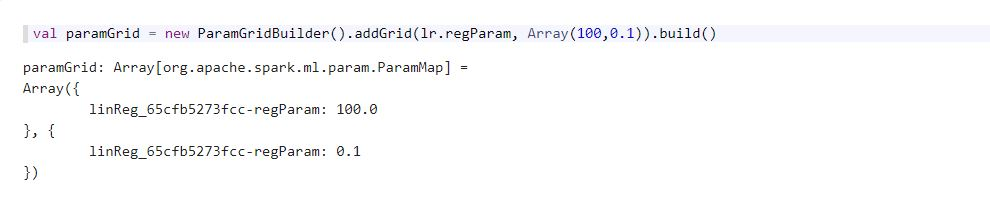 val paramGrid = new ParamGridBuilder().addGrid(lr.regParam, Array(100,0.1)).build()
paramGrid: Array[org.apache.spark.ml.param.ParamMap] =
Array({
        linReg_65cfb5273fcc-regParam: 100.0
}, {
        linReg_65cfb5273fcc-regParam: 0.1
})